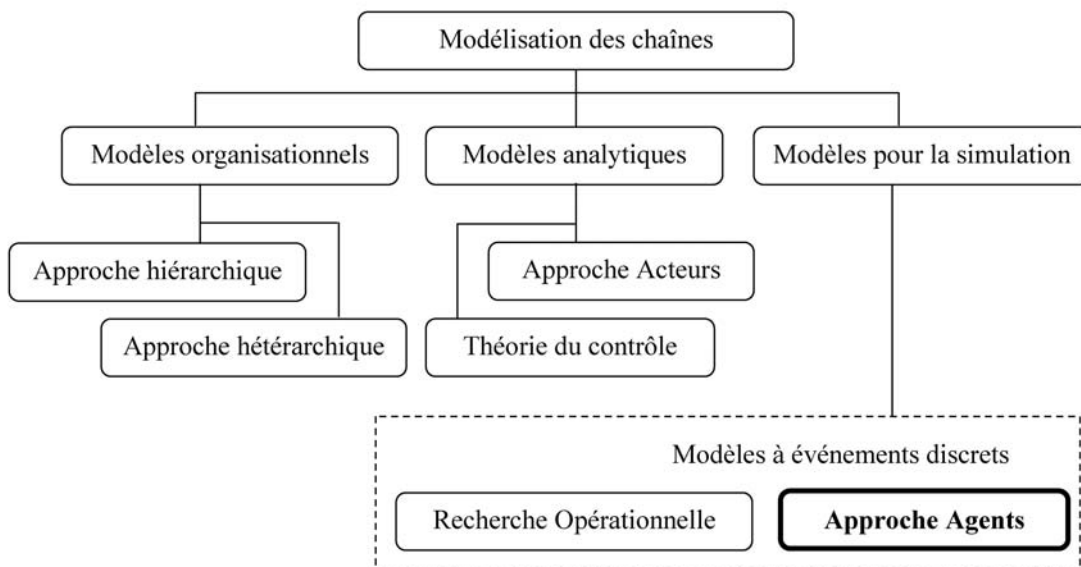 Modélisation des chaînes
Modèles organisationnels
Modèles analytiques
Modèles pour la simulation
Approche hiérarchique
Approche Acteurs
Approche hétérarchique
Théorie du contrôle
Modèles à événements discrets
Recherche Opérationnelle
Approche Agents